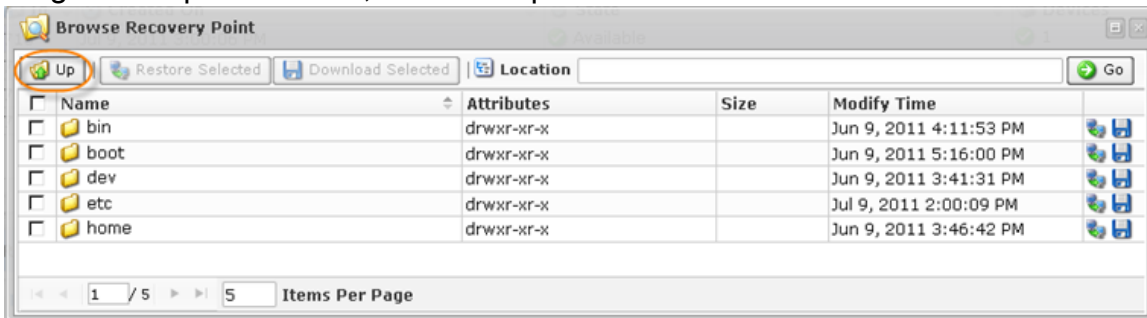 Browse Recovery Point
Up Restore Selected Download Selected Location Go
Name Attributes Size Modify Time
bin drwxr-xr-x Jun 9, 2011 4:11:53 PM
boot drwxr-xr-x Jun 9, 2011 5:16:00 PM
dev drwxr-xr-x Jun 9, 2011 3:41:31 PM
etc drwxr-xr-x Jul 9, 2011 2:00:09 PM
home drwxr-xr-x Jun 9, 2011 3:46:42 PM
1 / 5 5 Items Per Page